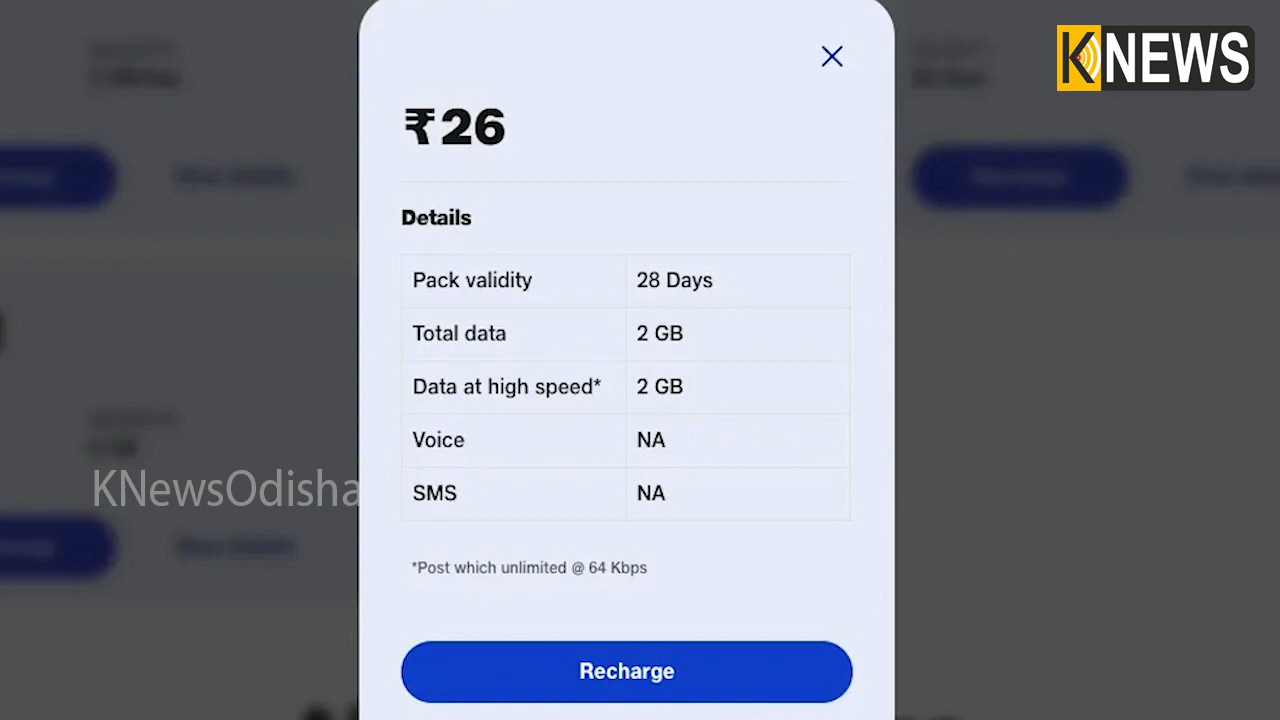 KNEWS
₹26
Details
Pack validity 28 Days
Total data 2 GB
Data at high speed* 2 GB
Voice NA
SMS NA
KNewsOdisha
*Post which unlimited @ 64 Kbps
Recharge